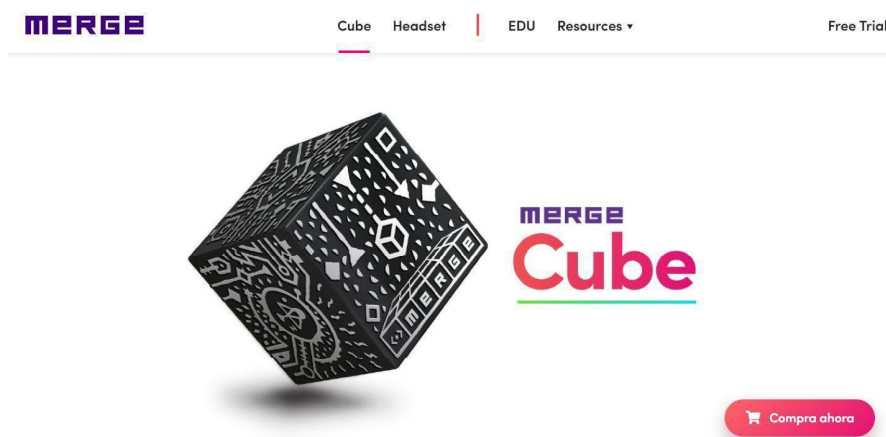 MERGE
Cube Headset EDU Resources Free Trial
MERGE
Cube
MERGE
Compra ahora